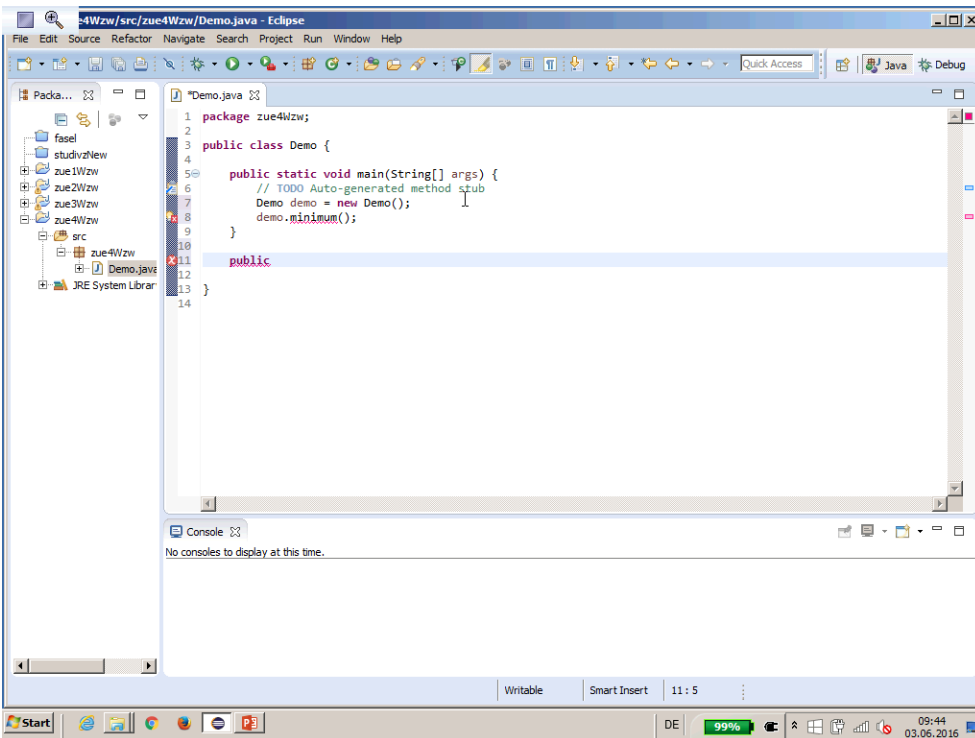 e4Wzw/src/zue4Wzw/Demo.java - Eclipse
File Edit Source Refactor Navigate Search Project Run Window Help
Quick Access
Java
Debug
Packa...
*Demo.java
fasel
studivzNew
zue1Wzw
zue2Wzw
zue3Wzw
zue4Wzw
src
zue4Wzw
Demo.java
JRE System Librar
1 package zue4Wzw;
2
3 public class Demo {
4
5 public static void main(String[] args) {
6 // TODO Auto-generated method stub
7 Demo demo = new Demo();
8 demo.minimum();
9 }
10
11 public
12
13 }
14
Console
No consoles to display at this time.
Writable Smart Insert 11 : 5
Start
DE
99%
09:44
03.06.2016